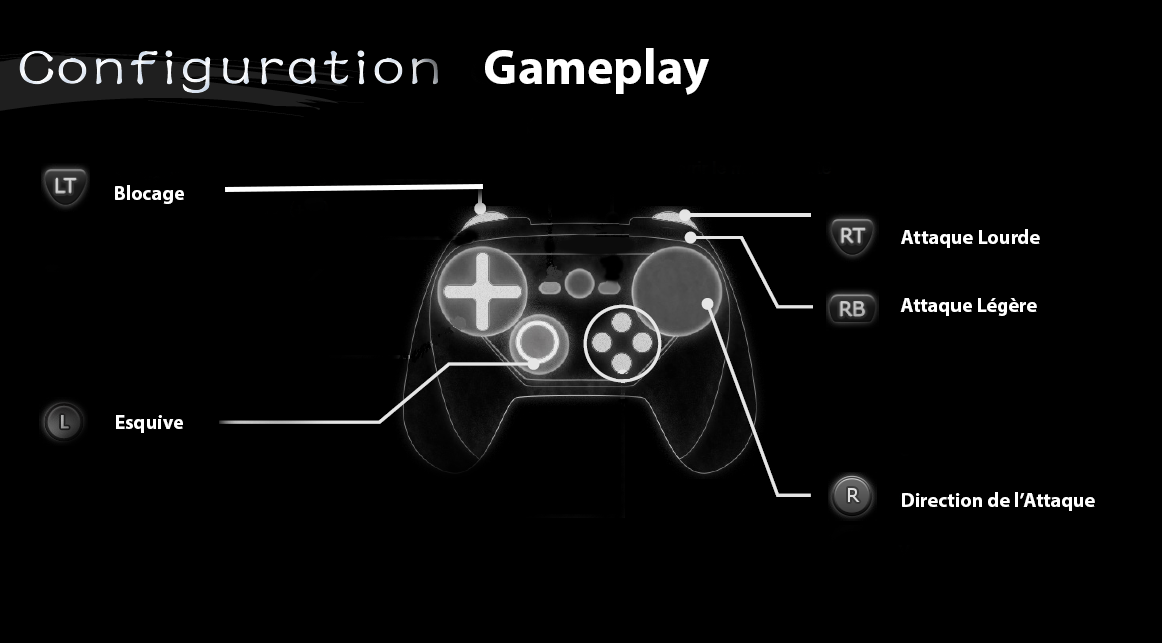 Configuration Gameplay
LT Blocage
RT Attaque Lourde
RB Attaque Légère
L Esquive
R Direction de l'Attaque